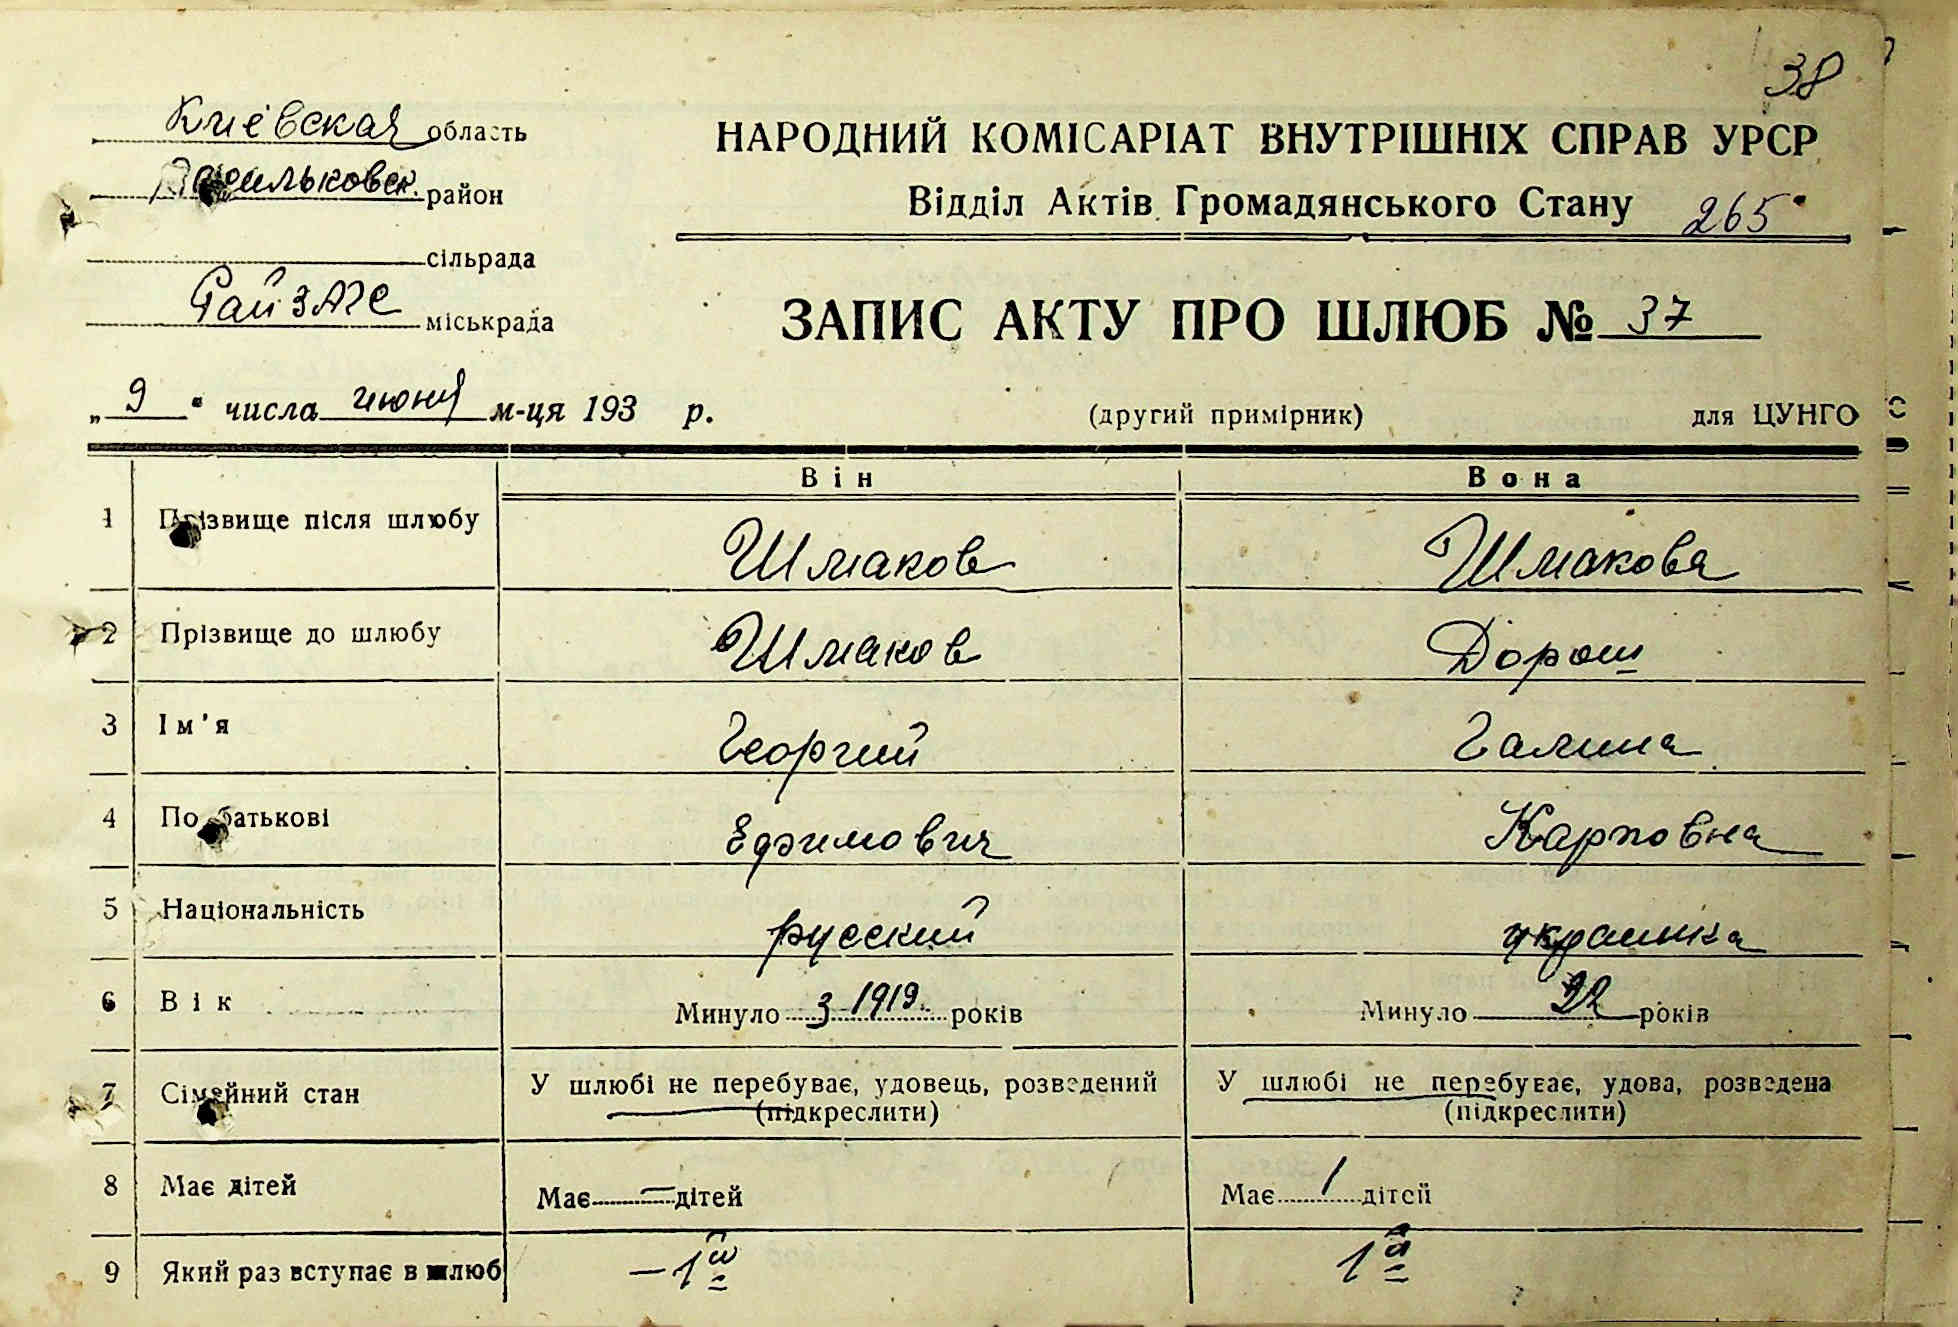 38
Киевская область
Васильковск. район
сільрада
РайЗАГС міськрада
НАРОДНИЙ КОМІСАРІАТ ВНУТРІШНІХ СПРАВ УРСР
Відділ Актів Громадянського Стану 265
ЗАПИС АКТУ ПРО ШЛЮБ № 37
„ 9 " числа июня м-ця 193 р. (другий примірник) для ЦУНГО
Він Вона
1 Прізвище після шлюбу Шмаков Шмакова
2 Прізвище до шлюбу Шмаков Дорош
3 Ім'я Георгий Галина
4 По батькові Ефимович Карповна
5 Національність русский украинка
6 Вік Минуло з 1919. років Минуло 22 років
7 Сімейний стан У шлюбі не перебуває, удовець, розведений У шлюбі не перебуває, удова, розведена
(підкреслити) (підкреслити)
8 Має дітей Має — дітей Має 1 дітей
9 Який раз вступає в шлюб — 1й 1й